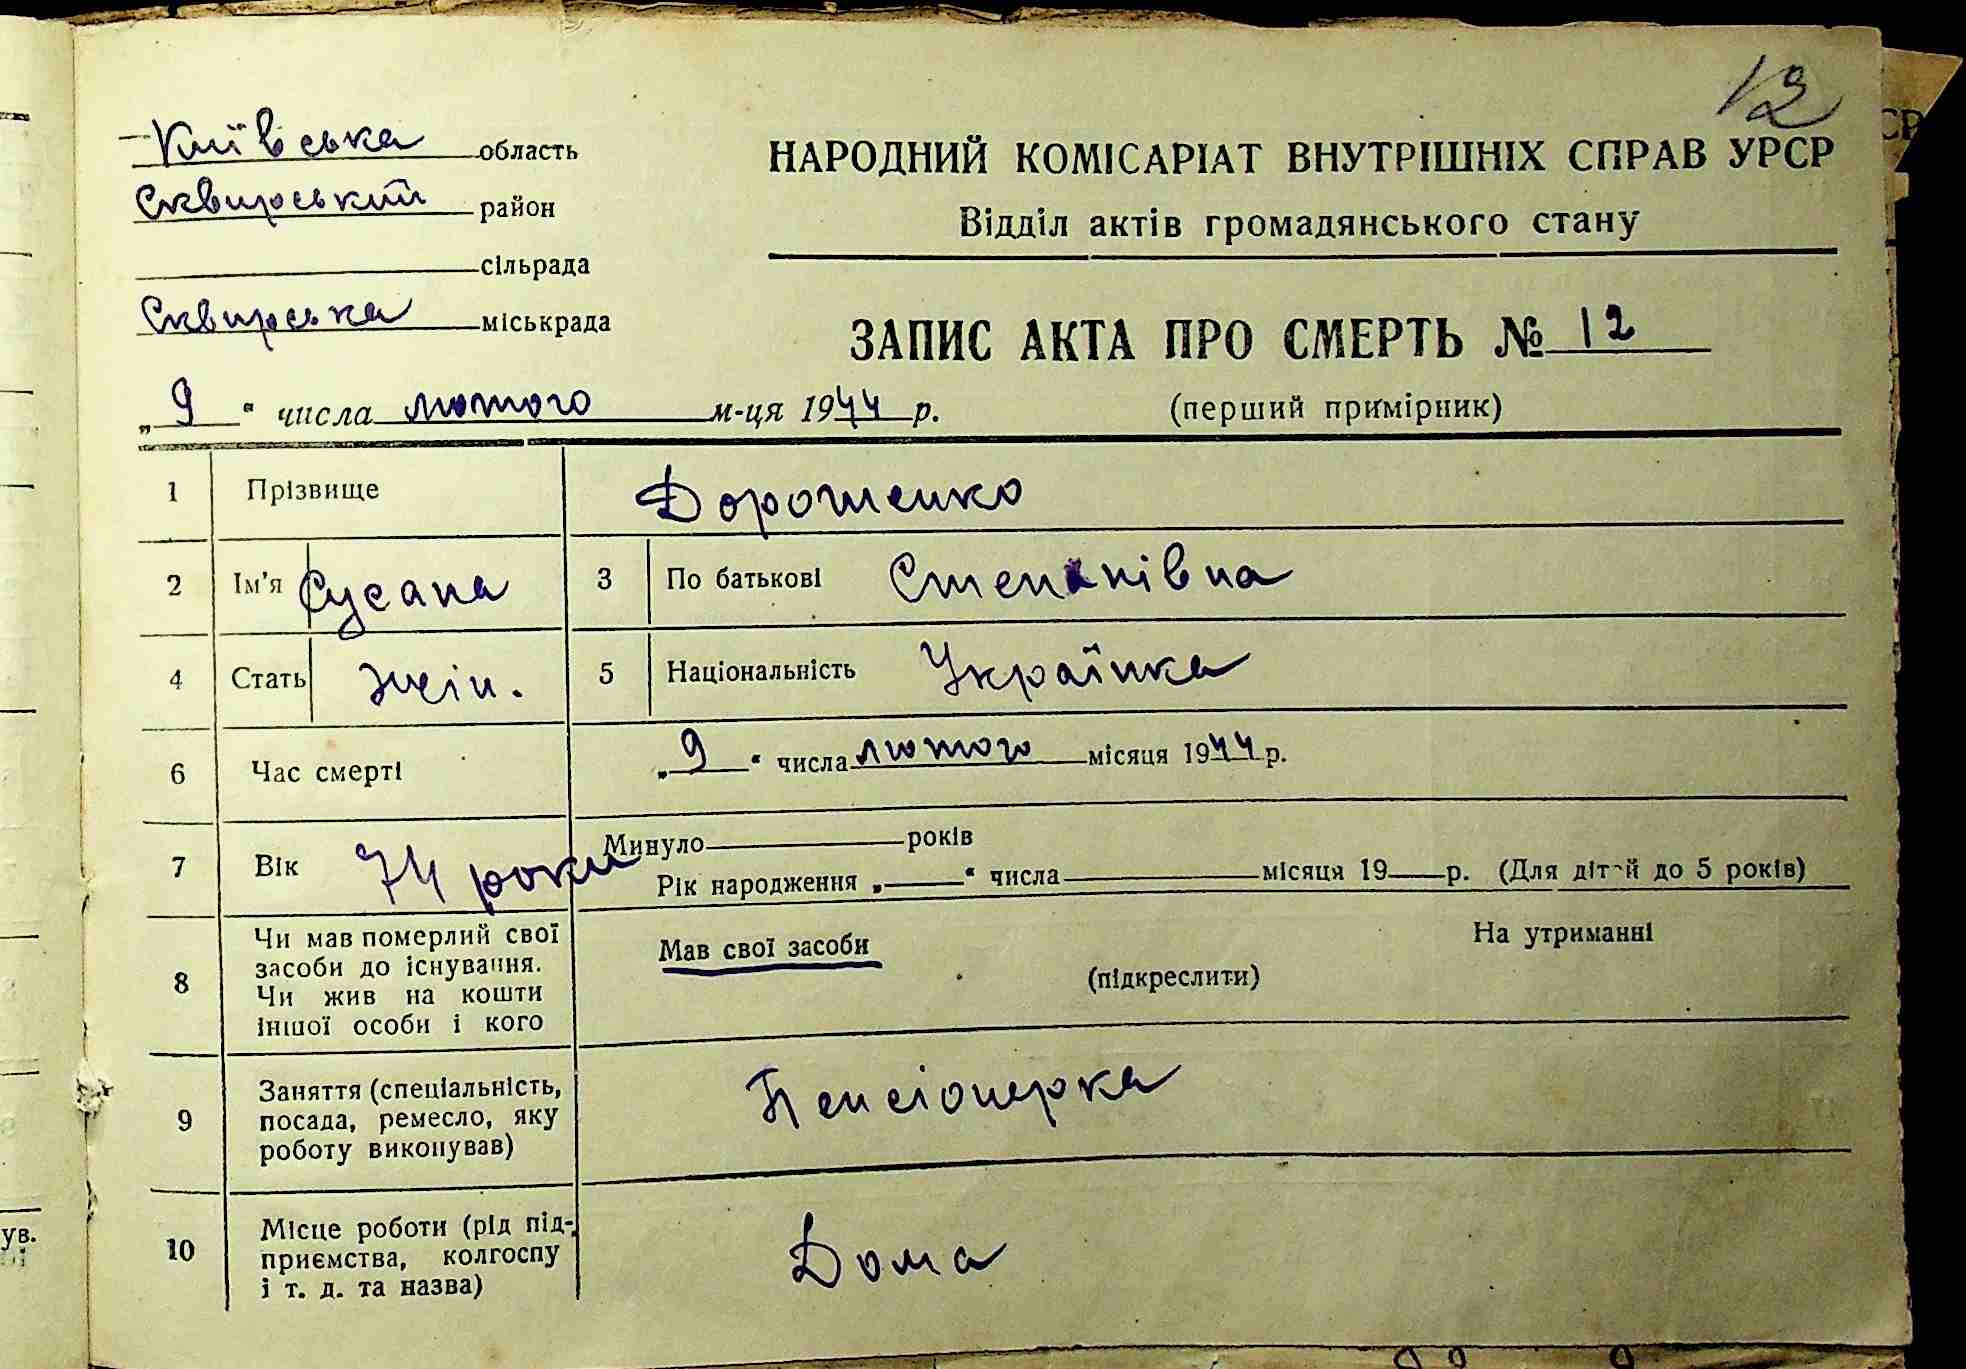 12
Київська область
Сквирський район
сільрада
Сквирська міськрада
НАРОДНИЙ КОМІСАРІАТ ВНУТРІШНІХ СПРАВ УРСР
Відділ актів громадянського стану
ЗАПИС АКТА ПРО СМЕРТЬ № 12
„9“ числа лютого м-ця 1944 р.
(перший примірник)
1 Прізвище Дорошенко
2 Ім'я Сусана 3 По батькові Степанівна
4 Стать жін. 5 Національність Українка
6 Час смерті „9“ числа лютого місяця 1944 р.
7 Вік 74 роки Минуло років
Рік народження „ “ числа місяця 19 р. (Для дітей до 5 років)
8 Чи мав померлий свої
засоби до існування.
Чи жив на кошти
іншої особи і кого
Мав свої засоби На утриманні
(підкреслити)
9 Заняття (спеціальність,
посада, ремесло, яку
роботу виконував)
Пенсіонерка
10 Місце роботи (рід під-
приємства, колгоспу
і т. д. та назва)
Дома
ув.
СР